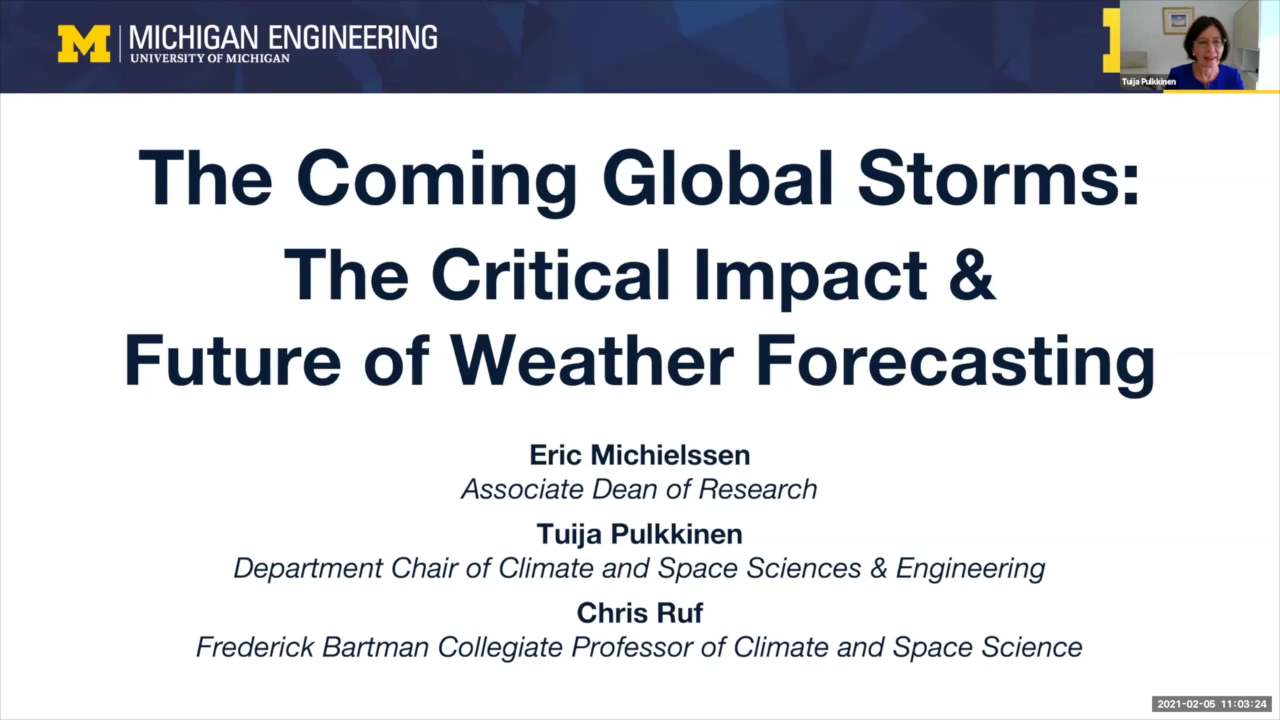 M MICHIGAN ENGINEERING
UNIVERSITY OF MICHIGAN
Tuija Pulkkinen
The Coming Global Storms:
The Critical Impact &
Future of Weather Forecasting
Eric Michielssen
Associate Dean of Research
Tuija Pulkkinen
Department Chair of Climate and Space Sciences & Engineering
Chris Ruf
Frederick Bartman Collegiate Professor of Climate and Space Science
2021-02-05 11:03:24